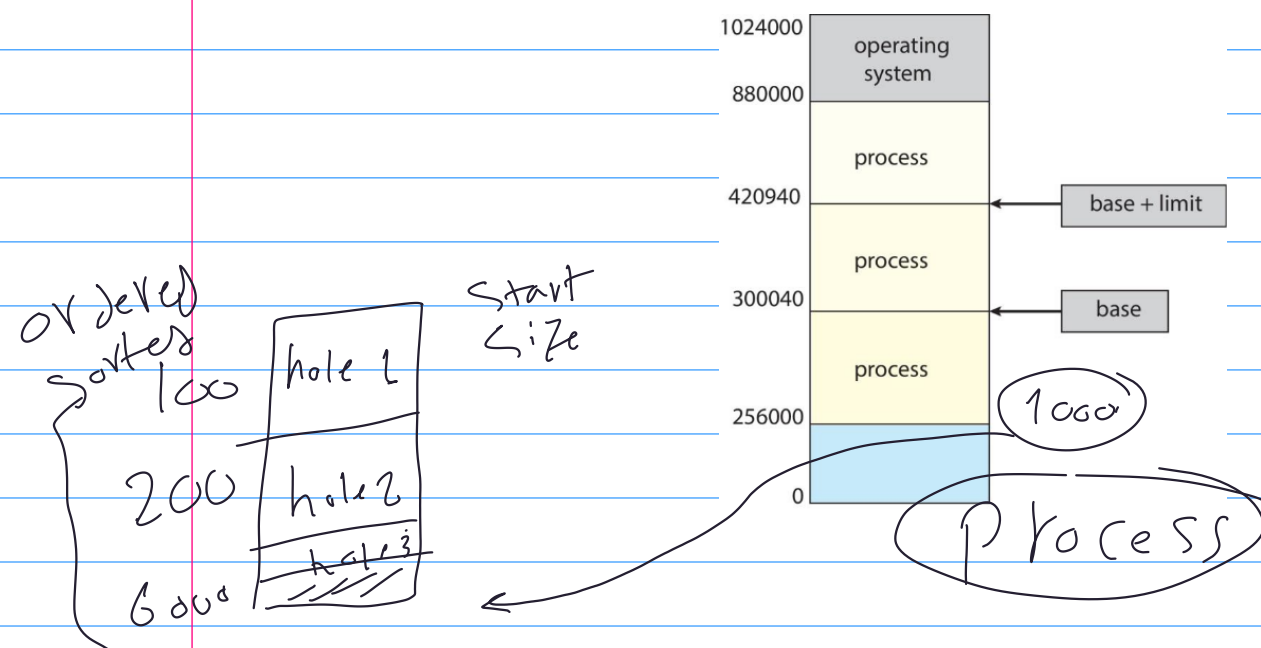 1024000
operating
system
880000
process
420940
base + limit
process
300040
base
process
256000
1000
0
process
ordered
sorted
Start
Size
100
hole 1
200
hole 2
hole 3
6000